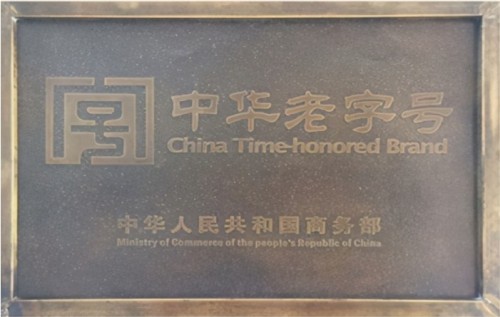 中华老字号
China Time-honored Brand
中华人民共和国商务部
Ministry of Commerce of the people's Republic of China